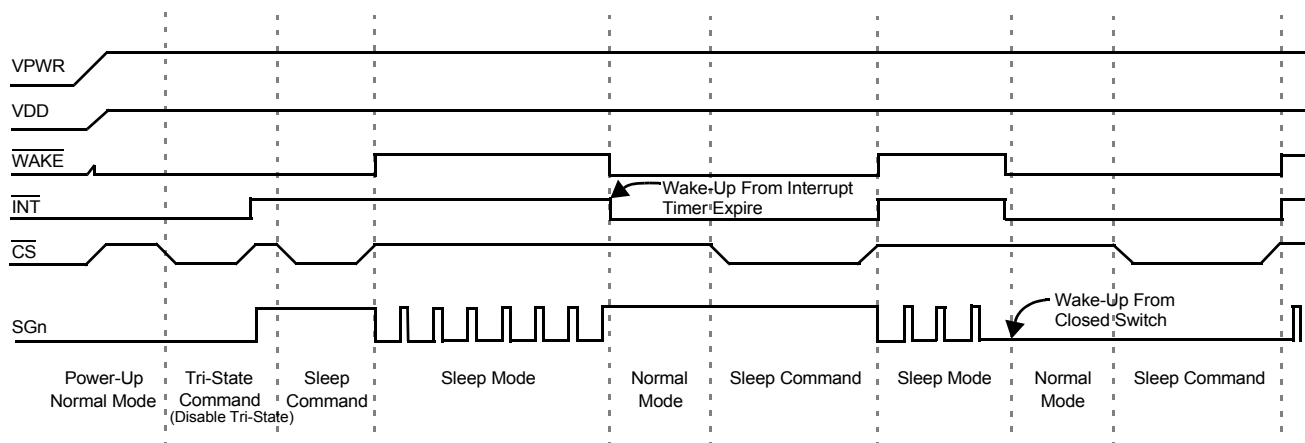 VPWR
VDD
WAKE
INT
CS
SGn
Wake-Up From Interrupt
Timer Expire
Wake-Up From
Closed Switch
Power-Up
Normal Mode
Tri-State
Command
(Disable Tri-State)
Sleep
Command
Sleep Mode
Normal
Mode
Sleep Command
Sleep Mode
Normal
Mode
Sleep Command